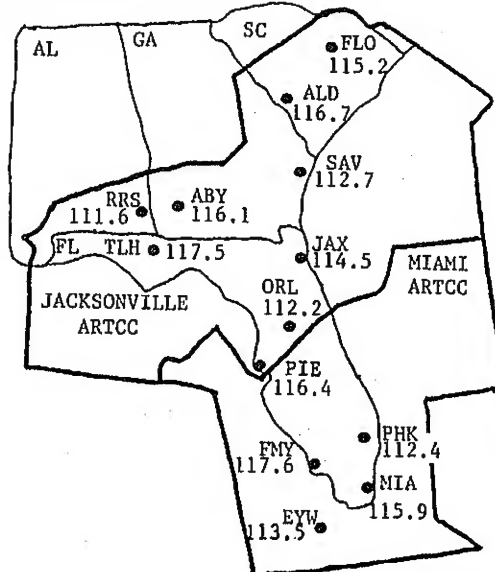 AL
GA
SC
FLO
115.2
ALD
116.7
SAV
112.7
RRS
111.6
ABY
116.1
FL
TLH
117.5
JAX
114.5
MIAMI
ARTCC
ORL
112.2
JACKSONVILLE
ARTCC
PIE
116.4
PHK
112.4
FMY
117.6
MIA
115.9
EYW
113.5